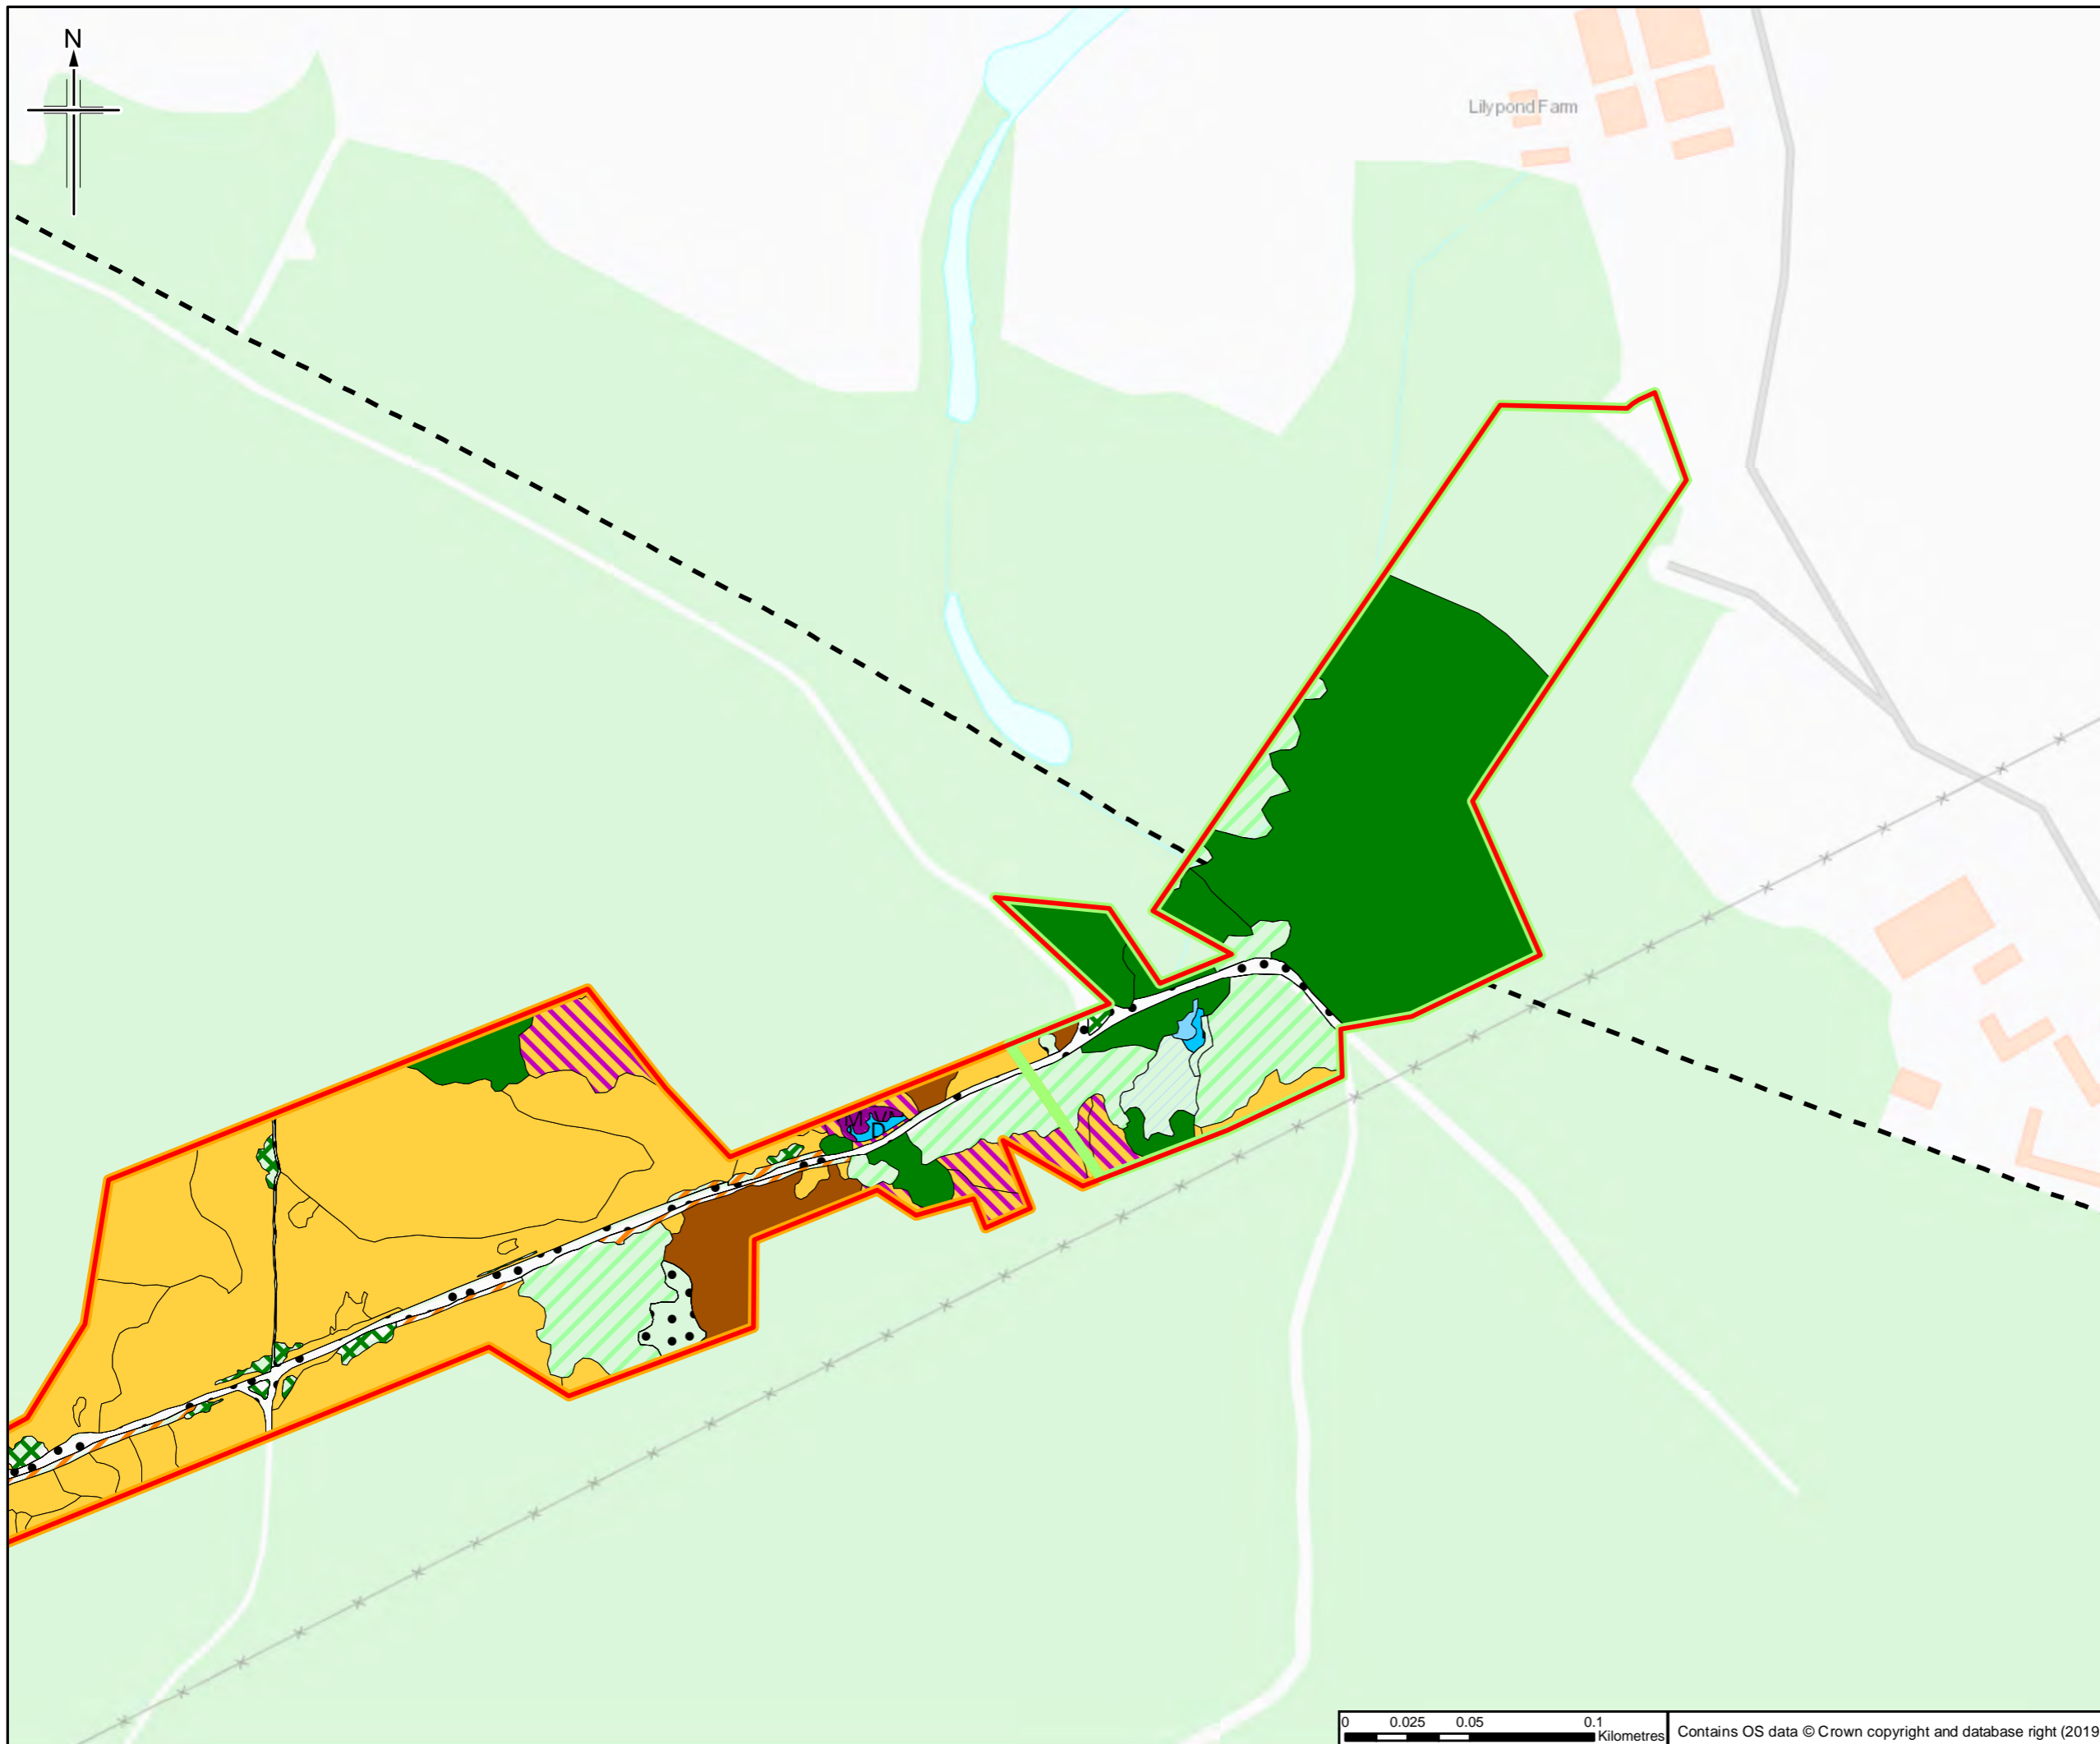 N
Lilypond Farm
D
0 0.025 0.05 0.1
Kilometres
Contains OS data © Crown copyright and database right (2019